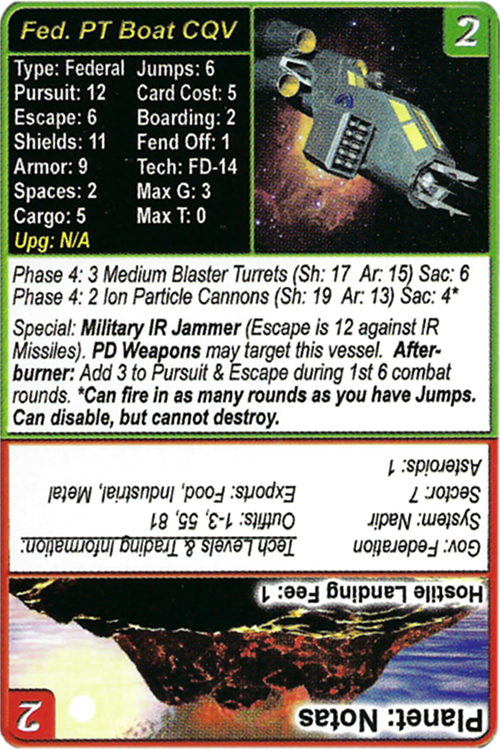 Fed. PT Boat CQV
2
Type: Federal Jumps: 6
Pursuit: 12 Card Cost: 5
Escape: 6 Boarding: 2
Shields: 11 Fend Off: 1
Armor: 9 Tech: FD-14
Spaces: 2 Max G: 3
Cargo: 5 Max T: 0
Upg: N/A
Phase 4: 3 Medium Blaster Turrets (Sh: 17 Ar: 15) Sac: 6
Phase 4: 2 Ion Particle Cannons (Sh: 19 Ar: 13) Sac: 4*
Special: Military IR Jammer (Escape is 12 against IR
Missiles). PD Weapons may target this vessel. After-
burner: Add 3 to Pursuit & Escape during 1st 6 combat
rounds. *Can fire in as many rounds as you have Jumps.
Can disable, but cannot destroy.
Planet: Notas
2
Hostile Landing Fee: 1
Gov: Federation
System: Nadir
Sector: 7
Asteroids: 1
Tech Levels & Trading Information:
Outfits: 1-3, 55, 81
Exports: Food, Industrial, Metal